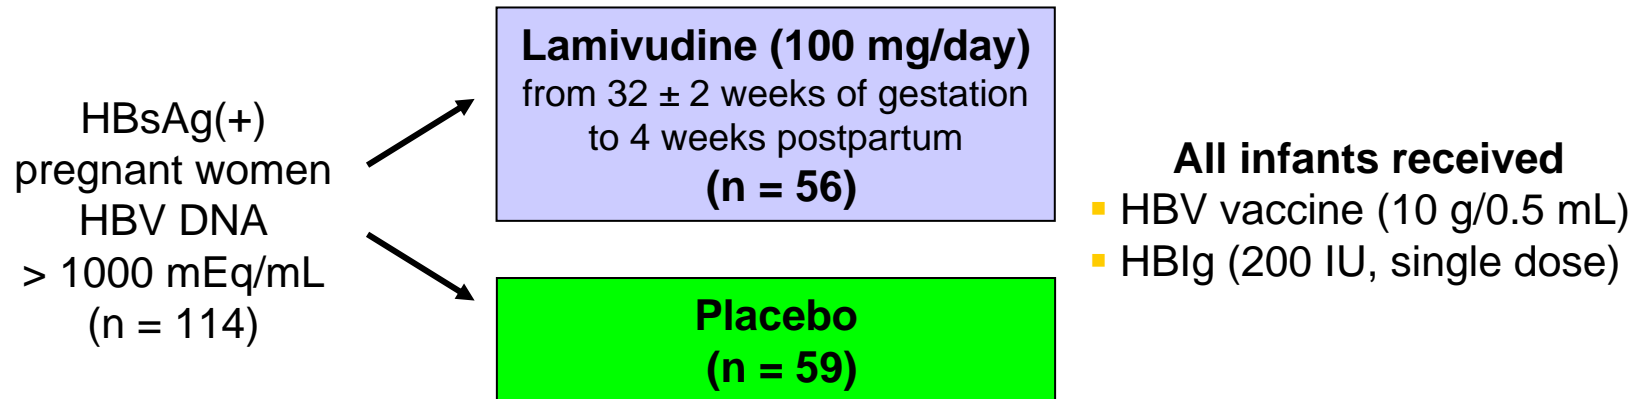 HBsAg(+)
pregnant women
HBV DNA
> 1000 mEq/mL
(n = 114)
Lamivudine (100 mg/day)
from 32 ± 2 weeks of gestation
to 4 weeks postpartum
(n = 56)
Placebo
(n = 59)
All infants received
▪ HBV vaccine (10 g/0.5 mL)
▪ HBIg (200 IU, single dose)